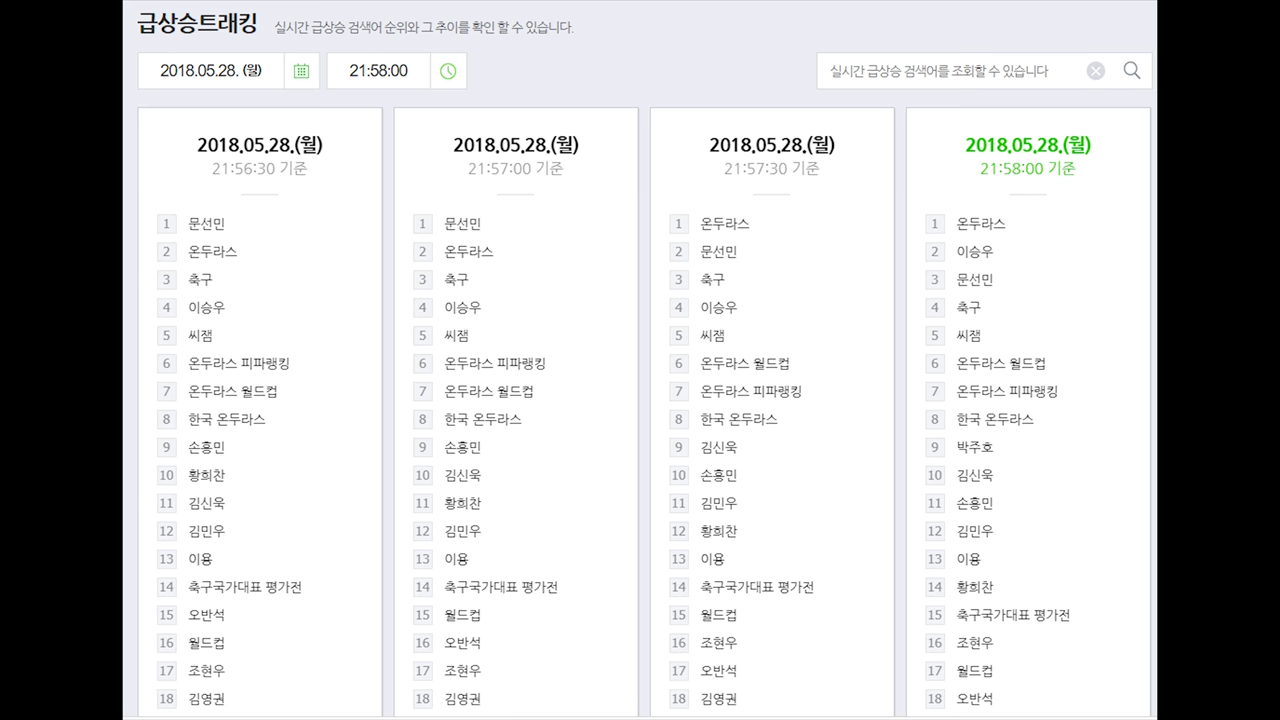 급상승트래킹 실시간 급상승 검색어 순위와 그 추이를 확인 할 수 있습니다.
2018.05.28. (월) 21:58:00 실시간 급상승 검색어를 조회할 수 있습니다
2018.05.28.(월)
21:56:30 기준
1 문선민
2 온두라스
3 축구
4 이승우
5 씨잼
6 온두라스 피파랭킹
7 온두라스 월드컵
8 한국 온두라스
9 손흥민
10 황희찬
11 김신욱
12 김민우
13 이용
14 축구국가대표 평가전
15 오반석
16 월드컵
17 조현우
18 김영권
2018.05.28.(월)
21:57:00 기준
1 문선민
2 온두라스
3 축구
4 이승우
5 씨잼
6 온두라스 피파랭킹
7 온두라스 월드컵
8 한국 온두라스
9 손흥민
10 김신욱
11 황희찬
12 김민우
13 이용
14 축구국가대표 평가전
15 월드컵
16 오반석
17 조현우
18 김영권
2018.05.28.(월)
21:57:30 기준
1 온두라스
2 문선민
3 축구
4 이승우
5 씨잼
6 온두라스 월드컵
7 온두라스 피파랭킹
8 한국 온두라스
9 김신욱
10 손흥민
11 김민우
12 황희찬
13 이용
14 축구국가대표 평가전
15 월드컵
16 조현우
17 오반석
18 김영권
2018.05.28.(월)
21:58:00 기준
1 온두라스
2 이승우
3 문선민
4 축구
5 씨잼
6 온두라스 월드컵
7 온두라스 피파랭킹
8 한국 온두라스
9 박주호
10 김신욱
11 손흥민
12 김민우
13 이용
14 황희찬
15 축구국가대표 평가전
16 조현우
17 월드컵
18 오반석